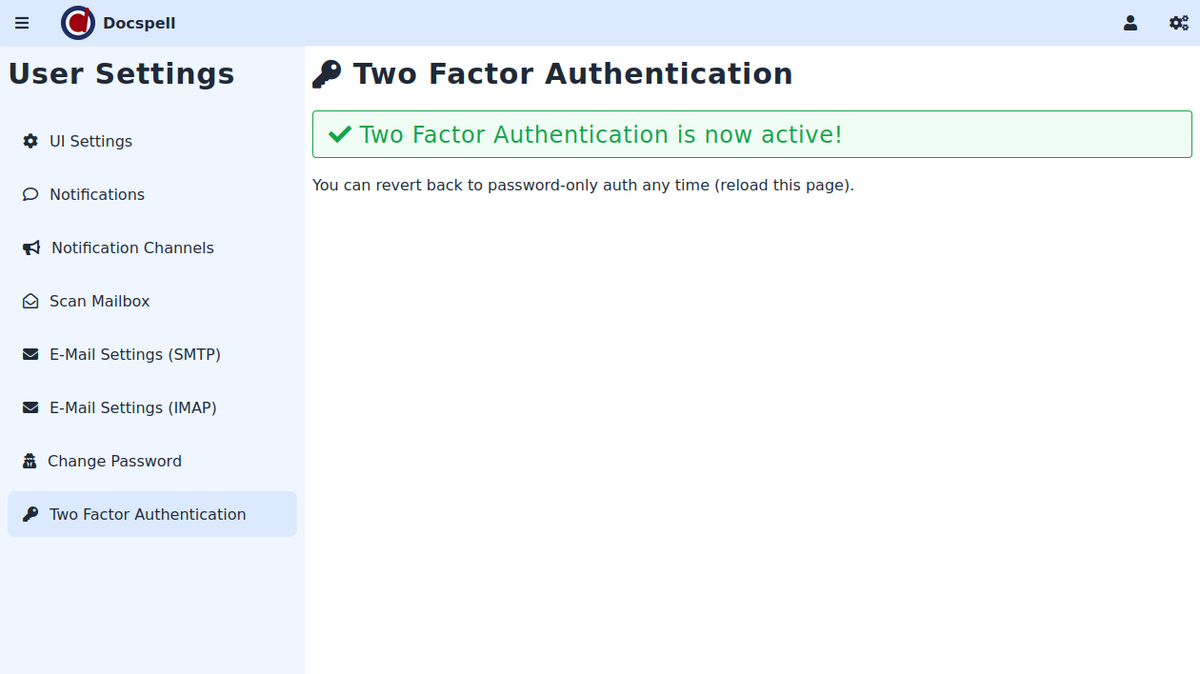 Docspell
User Settings
UI Settings
Notifications
Notification Channels
Scan Mailbox
E-Mail Settings (SMTP)
E-Mail Settings (IMAP)
Change Password
Two Factor Authentication
Two Factor Authentication
Two Factor Authentication is now active!
You can revert back to password-only auth any time (reload this page).